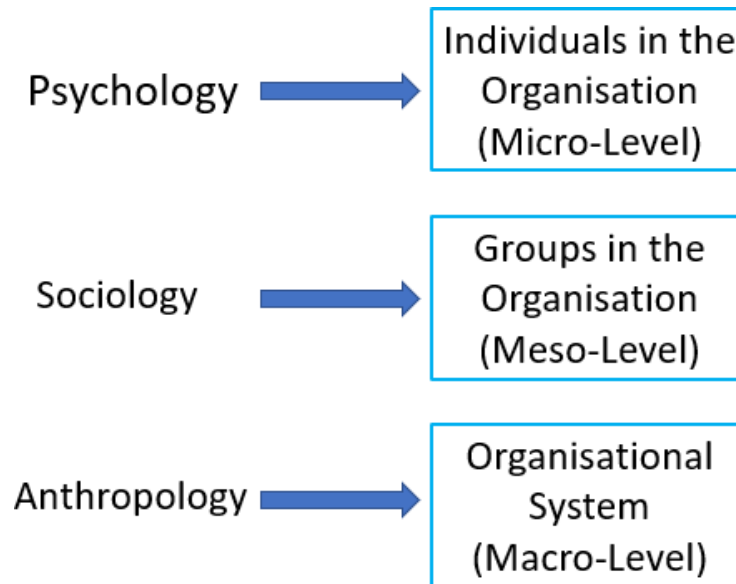 Psychology
Individuals in the
Organisation
(Micro-Level)
Sociology
Groups in the
Organisation
(Meso-Level)
Anthropology
Organisational
System
(Macro-Level)